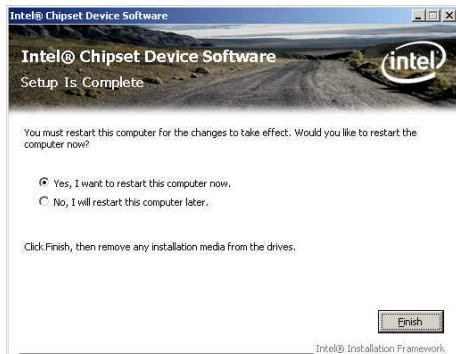 Intel® Chipset Device Software
Intel® Chipset Device Software
intel
Setup Is Complete
You must restart this computer for the changes to take effect. Would you like to restart the
computer now?
Yes, I want to restart this computer now.
No, I will restart this computer later.
Click Finish, then remove any installation media from the drives.
Finish
Intel® Installation Framework